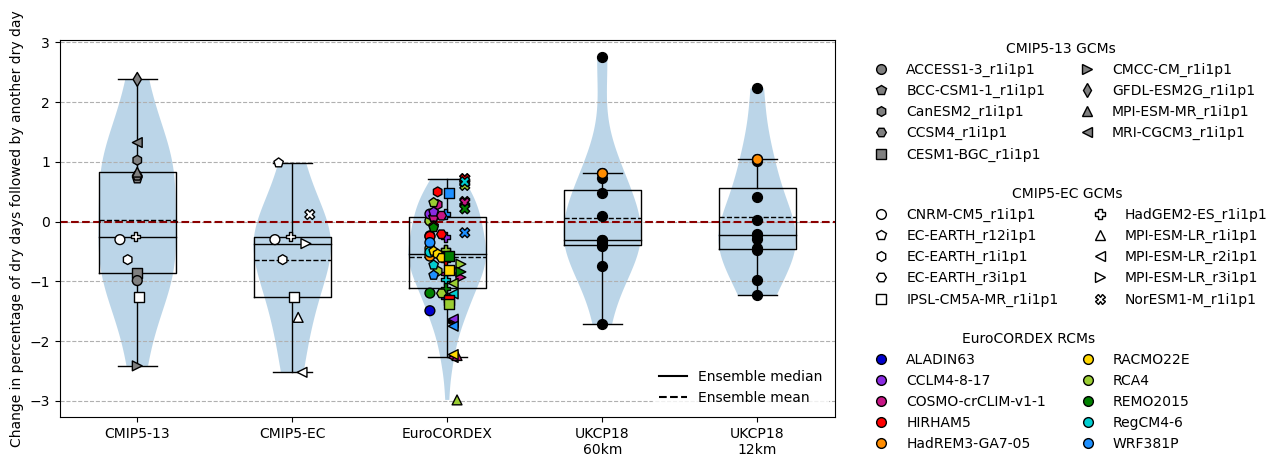 Change in percentage of dry days followed by another dry day
3
2
1
0
−1
−2
−3
CMIP5-13
CMIP5-EC
EuroCORDEX
UKCP18
60km
UKCP18
12km
Ensemble median
Ensemble mean
CMIP5-13 GCMs
ACCESS1-3_r1i1p1
BCC-CSM1-1_r1i1p1
CanESM2_r1i1p1
CCSM4_r1i1p1
CESM1-BGC_r1i1p1
CMCC-CM_r1i1p1
GFDL-ESM2G_r1i1p1
MPI-ESM-MR_r1i1p1
MRI-CGCM3_r1i1p1
CMIP5-EC GCMs
CNRM-CM5_r1i1p1
EC-EARTH_r12i1p1
EC-EARTH_r1i1p1
EC-EARTH_r3i1p1
IPSL-CM5A-MR_r1i1p1
HadGEM2-ES_r1i1p1
MPI-ESM-LR_r1i1p1
MPI-ESM-LR_r2i1p1
MPI-ESM-LR_r3i1p1
NorESM1-M_r1i1p1
EuroCORDEX RCMs
ALADIN63
CCLM4-8-17
COSMO-crCLIM-v1-1
HIRHAM5
HadREM3-GA7-05
RACMO22E
RCA4
REMO2015
RegCM4-6
WRF381P